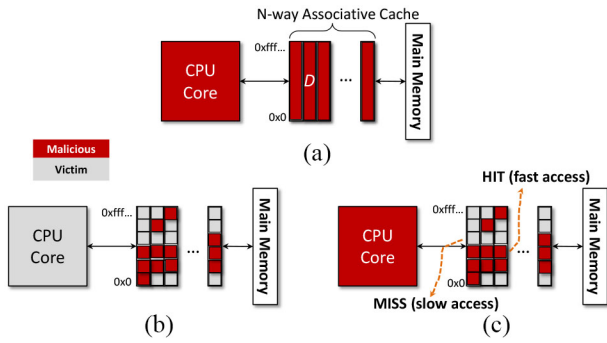 N-way Associative Cache
0xfff...
CPU
Core
D
...
Main Memory
0x0
(a)
Malicious
Victim
HIT (fast access)
0xfff...
CPU
Core
...
Main Memory
0x0
(b)
0xfff...
CPU
Core
...
Main Memory
0x0
MISS (slow access)
(c)